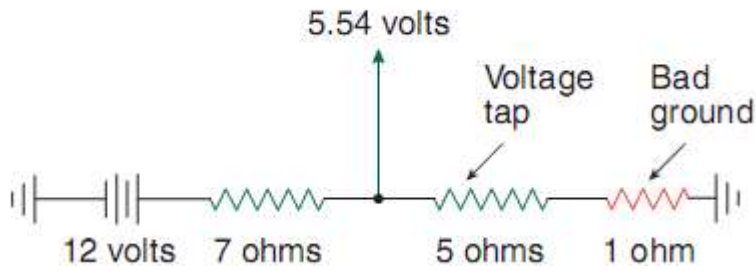 5.54 volts
Voltage
tap
Bad
ground
12 volts
7 ohms
5 ohms
1 ohm